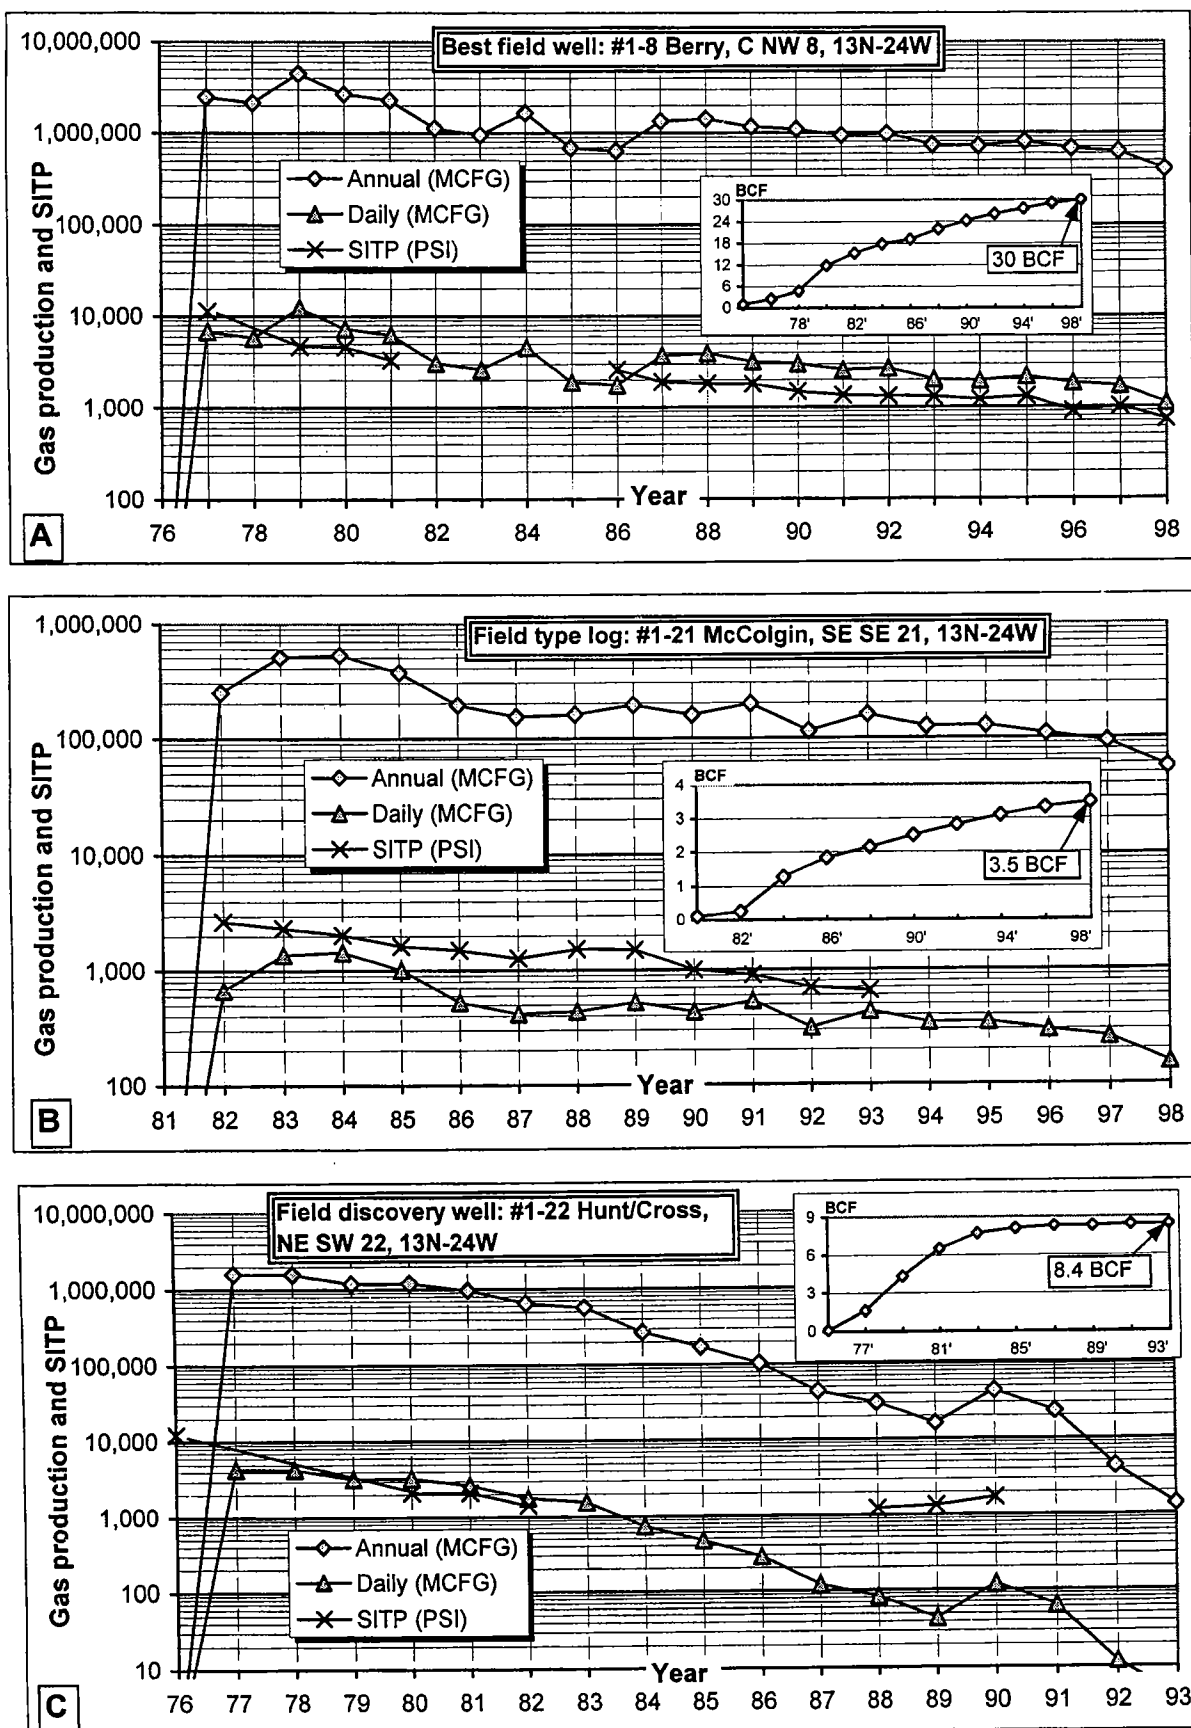 Best field well: #1-8 Berry, C NW 8, 13N-24W
Gas production and SITP
10,000,000
1,000,000
100,000
10,000
1,000
100
Annual (MCFG)
Daily (MCFG)
SITP (PSI)
BCF
30
24
18
12
6
0
30 BCF
78' 82' 86' 90' 94' 98'
Year
76 78 80 82 84 86 88 90 92 94 96 98
A
Field type log: #1-21 McColgin, SE SE 21, 13N-24W
Gas production and SITP
1,000,000
100,000
10,000
1,000
100
Annual (MCFG)
Daily (MCFG)
SITP (PSI)
BCF
4
3
2
1
0
3.5 BCF
82' 86' 90' 94' 98'
Year
81 82 83 84 85 86 87 88 89 90 91 92 93 94 95 96 97 98
B
Field discovery well: #1-22 Hunt/Cross,
NE SW 22, 13N-24W
Gas production and SITP
10,000,000
1,000,000
100,000
10,000
1,000
100
10
BCF
9
6
3
0
8.4 BCF
77' 81' 85' 89' 93'
Annual (MCFG)
Daily (MCFG)
SITP (PSI)
Year
76 77 78 79 80 81 82 83 84 85 86 87 88 89 90 91 92 93
C